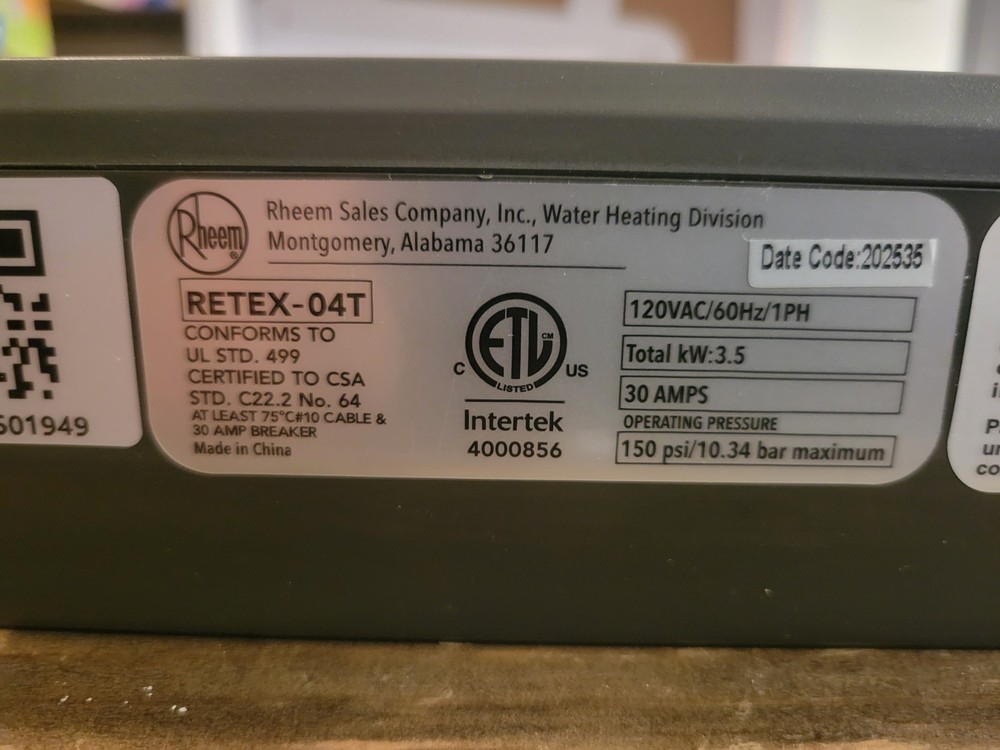 Rheem
Rheem Sales Company, Inc., Water Heating Division
Montgomery, Alabama 36117
Date Code:202535
RETEX-04T
CONFORMS TO
UL STD. 499
CERTIFIED TO CSA
STD. C22.2 No. 64
AT LEAST 75°C#10 CABLE &
30 AMP BREAKER
Made in China
ETL CM
C US
LISTED
Intertek
4000856
120VAC/60Hz/1PH
Total kW:3.5
30 AMPS
OPERATING PRESSURE
150 psi/10.34 bar maximum
01949